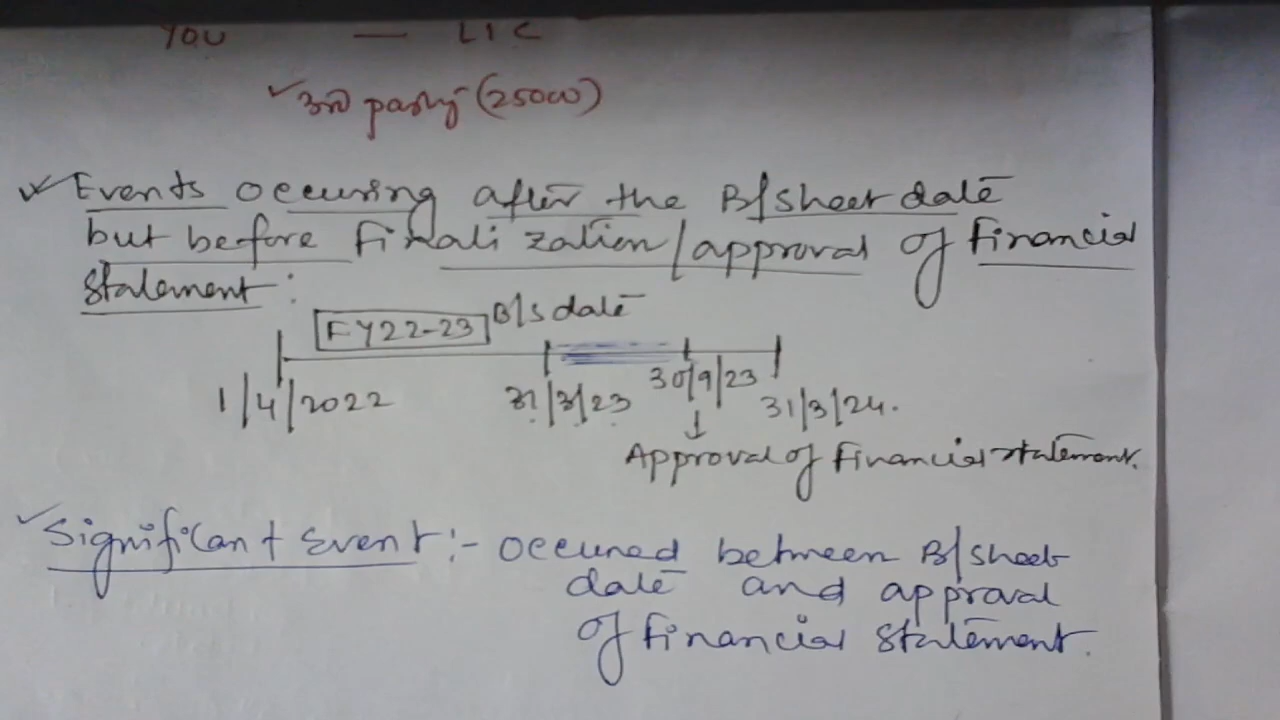 YOU — LIC
✓ 3rd party (25000)
Events occuring after the B/sheet date
but before finalization/approval of financial
statement:
FY22-23 B/s date
1/4/2022 31/3/23 30/9/23 31/3/24.
Approval of financial statement.
✓ Significant Event:- occured between B/sheet
date and approval
of financial statement.